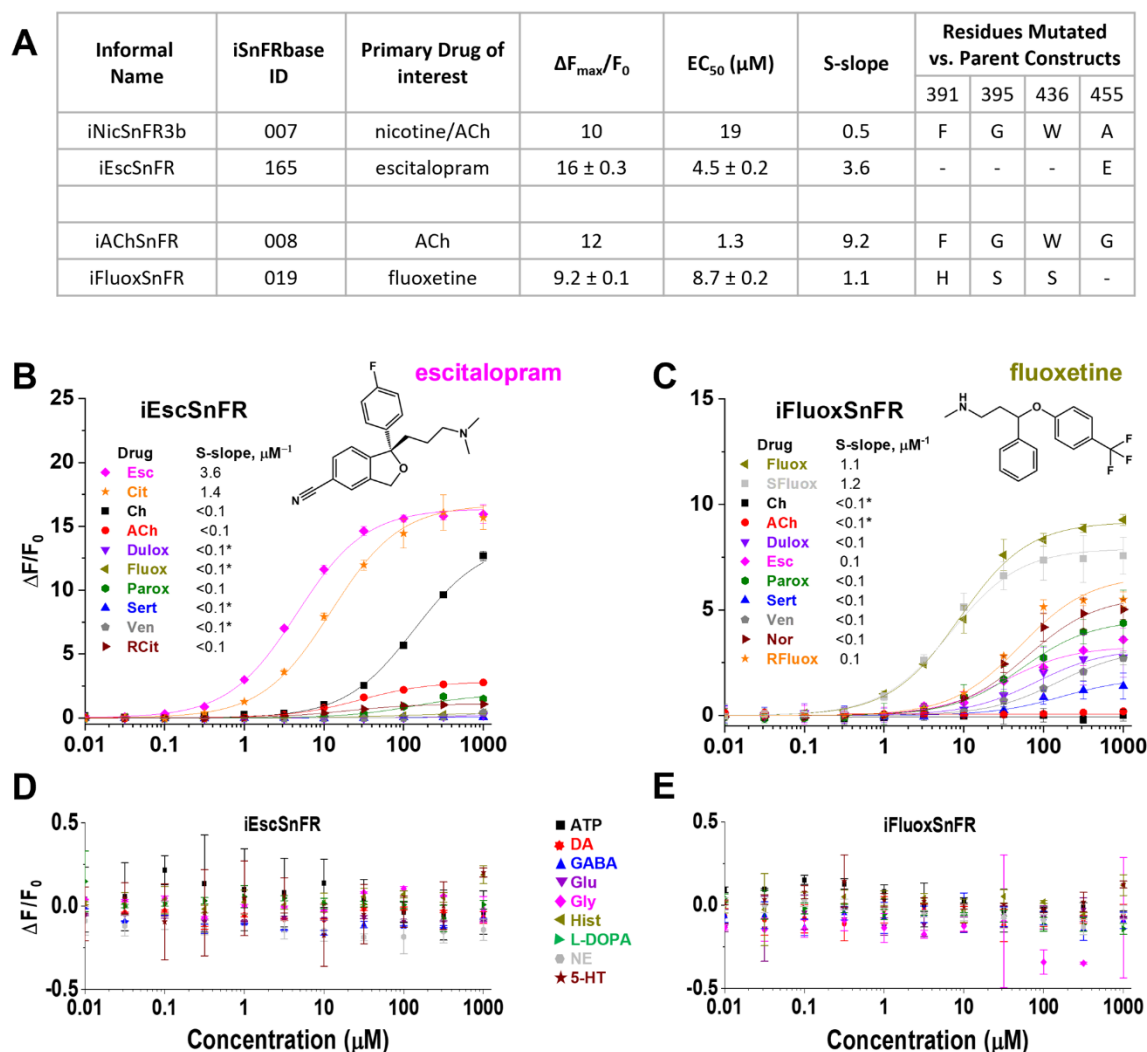 A
Informal Name
iSnFRbase ID
Primary Drug of interest
ΔFmax/F0
EC50 (μM)
S-slope
Residues Mutated vs. Parent Constructs
391 395 436 455
iNicSnFR3b 007 nicotine/ACh 10 19 0.5 F G W A
iEscSnFR 165 escitalopram 16 ± 0.3 4.5 ± 0.2 3.6 - - - E
iAChSnFR 008 ACh 12 1.3 9.2 F G W G
iFluoxSnFR 019 fluoxetine 9.2 ± 0.1 8.7 ± 0.2 1.1 H S S -
B
escitalopram
iEscSnFR
Drug S-slope, μM−1
Esc 3.6
Cit 1.4
Ch <0.1
ACh <0.1
Dulox <0.1*
Fluox <0.1*
Parox <0.1
Sert <0.1*
Ven <0.1*
RCit <0.1
F
N
O
N
ΔF/F0
25
20
15
10
5
0
0.01 0.1 1 10 100 1000
C
fluoxetine
iFluoxSnFR
Drug S-slope, μM−1
Fluox 1.1
SFluox 1.2
Ch <0.1*
ACh <0.1*
Dulox <0.1
Esc 0.1
Parox <0.1
Sert <0.1
Ven <0.1
Nor <0.1
RFluox 0.1
H
N
O
F
F
F
15
10
5
0
0.01 0.1 1 10 100 1000
D
iEscSnFR
ΔF/F0
0.5
0.0
-0.5
0.01 0.1 1 10 100 1000
Concentration (μM)
ATP
DA
GABA
Glu
Gly
Hist
L-DOPA
NE
5-HT
E
iFluoxSnFR
0.5
0.0
-0.5
0.01 0.1 1 10 100 1000
Concentration (μM)